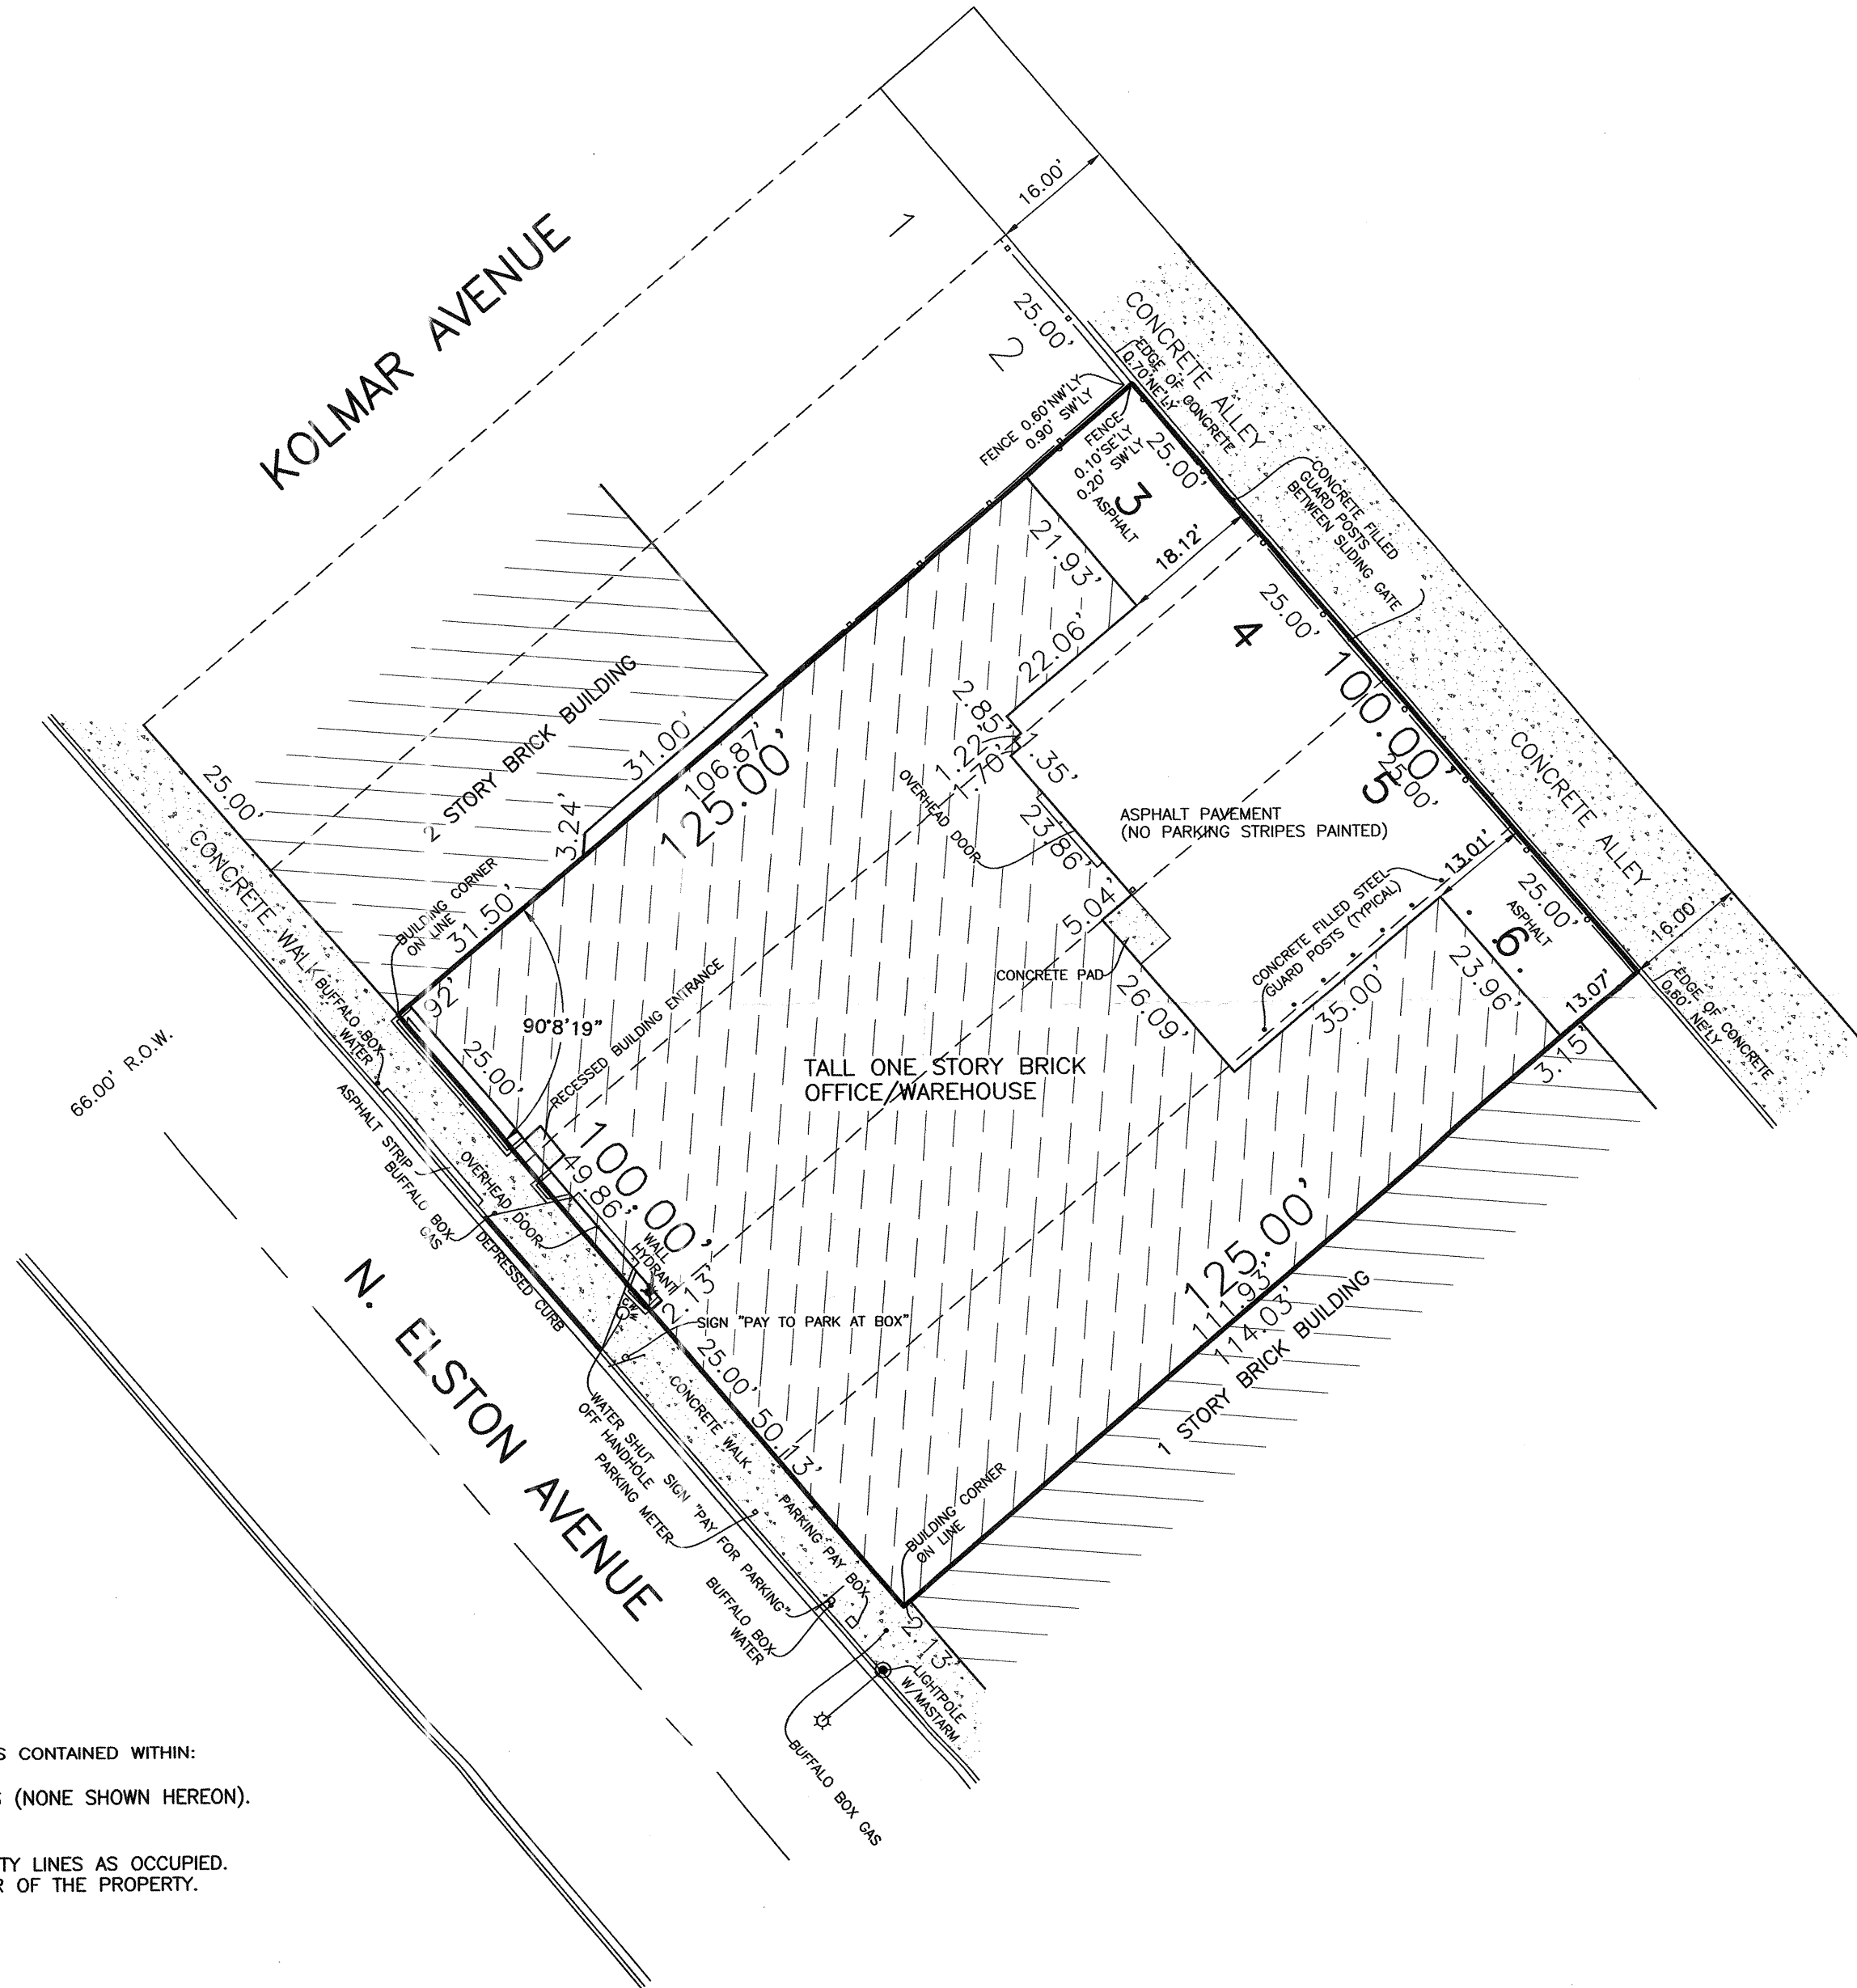 KOLMAR AVENUE
1
16.00'
25.00'
2
CONCRETE ALLEY
EDGE OF CONCRETE
0.70'NE'LY
FENCE 0.60'NW'LY
0.90' SW'LY
FENCE
0.10'SE'LY
0.20' SW'LY
ASPHALT
3
25.00'
CONCRETE FILLED
GUARD POSTS
BETWEEN SLIDING GATE
21.93'
18.12'
25.00'
4
100.00'
22.06'
2.85'
1.22'
1.70'
1.35'
OVERHEAD DOOR
23.86'
25.00'
5
CONCRETE ALLEY
ASPHALT PAVEMENT
(NO PARKING STRIPES PAINTED)
2 STORY BRICK BUILDING
31.00'
106.87'
125.00'
3.24'
25.00'
CONCRETE WALK
BUILDING CORNER
ON LINE
31.50'
5.04'
CONCRETE PAD
26.09'
CONCRETE FILLED STEEL
GUARD POSTS (TYPICAL)
13.01'
25.00'
ASPHALT
6
16.00'
23.96'
35.00'
13.07'
3.15'
EDGE OF CONCRETE
0.60' NE'LY
1.92'
90°8'19"
RECESSED BUILDING ENTRANCE
25.00'
BUFFALO BOX
WATER
66.00' R.O.W.
ASPHALT STRIP
BUFFALO BOX
GAS
OVERHEAD DOOR
DEPRESSED CURB
TALL ONE STORY BRICK
OFFICE/WAREHOUSE
100.00'
49.86'
WALL
HYDRANT
2.13'
2.13'
SIGN "PAY TO PARK AT BOX"
N. ELSTON AVENUE
25.00'
50.13'
CONCRETE WALK
WATER SHUT
OFF HANDHOLE
PARKING METER
SIGN "PAY FOR PARKING"
PARKING PAY BOX
BUFFALO BOX
WATER
BUILDING CORNER
ON LINE
125.00'
111.93'
114.03'
1 STORY BRICK BUILDING
2.13'
LIGHTPOLE
W/MASTARM
BUFFALO BOX GAS
S CONTAINED WITHIN:
S (NONE SHOWN HEREON).
TY LINES AS OCCUPIED.
R OF THE PROPERTY.